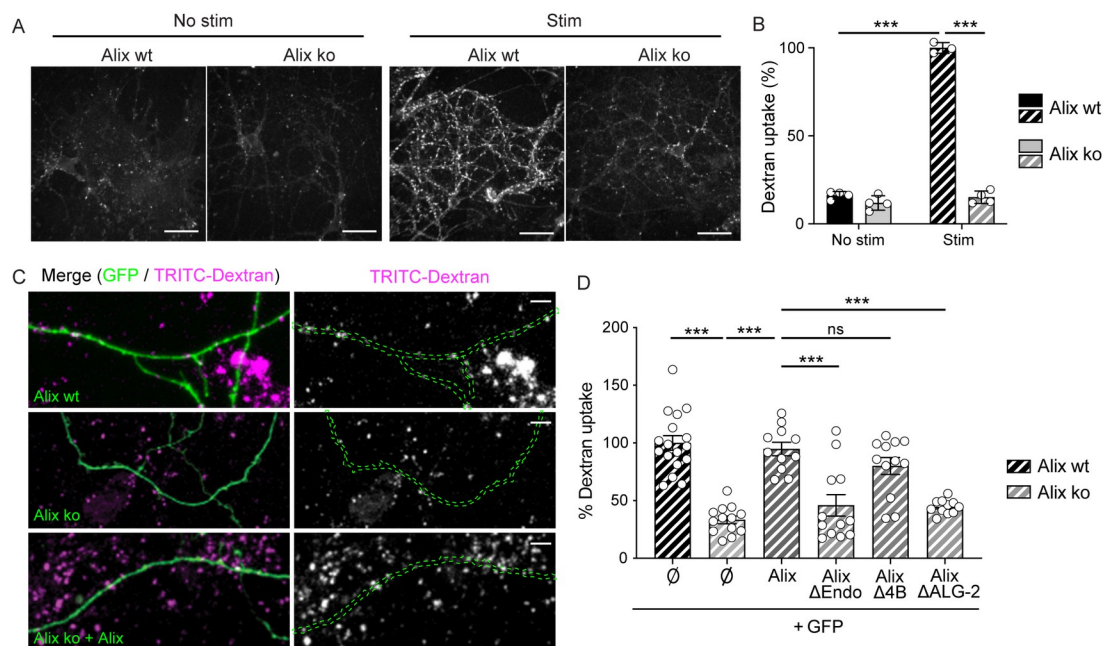 A
No stim
Stim
Alix wt
Alix ko
Alix wt
Alix ko
B
Dextran uptake (%)
100
50
0
***
***
No stim
Stim
Alix wt
Alix ko
C
Merge (GFP / TRITC-Dextran)
TRITC-Dextran
Alix wt
Alix ko
Alix ko + Alix
D
% Dextran uptake
200
150
100
50
0
***
ns
***
***
***
Ø
Ø
Alix
Alix ΔEndo
Alix Δ4B
Alix ΔALG-2
+ GFP
Alix wt
Alix ko